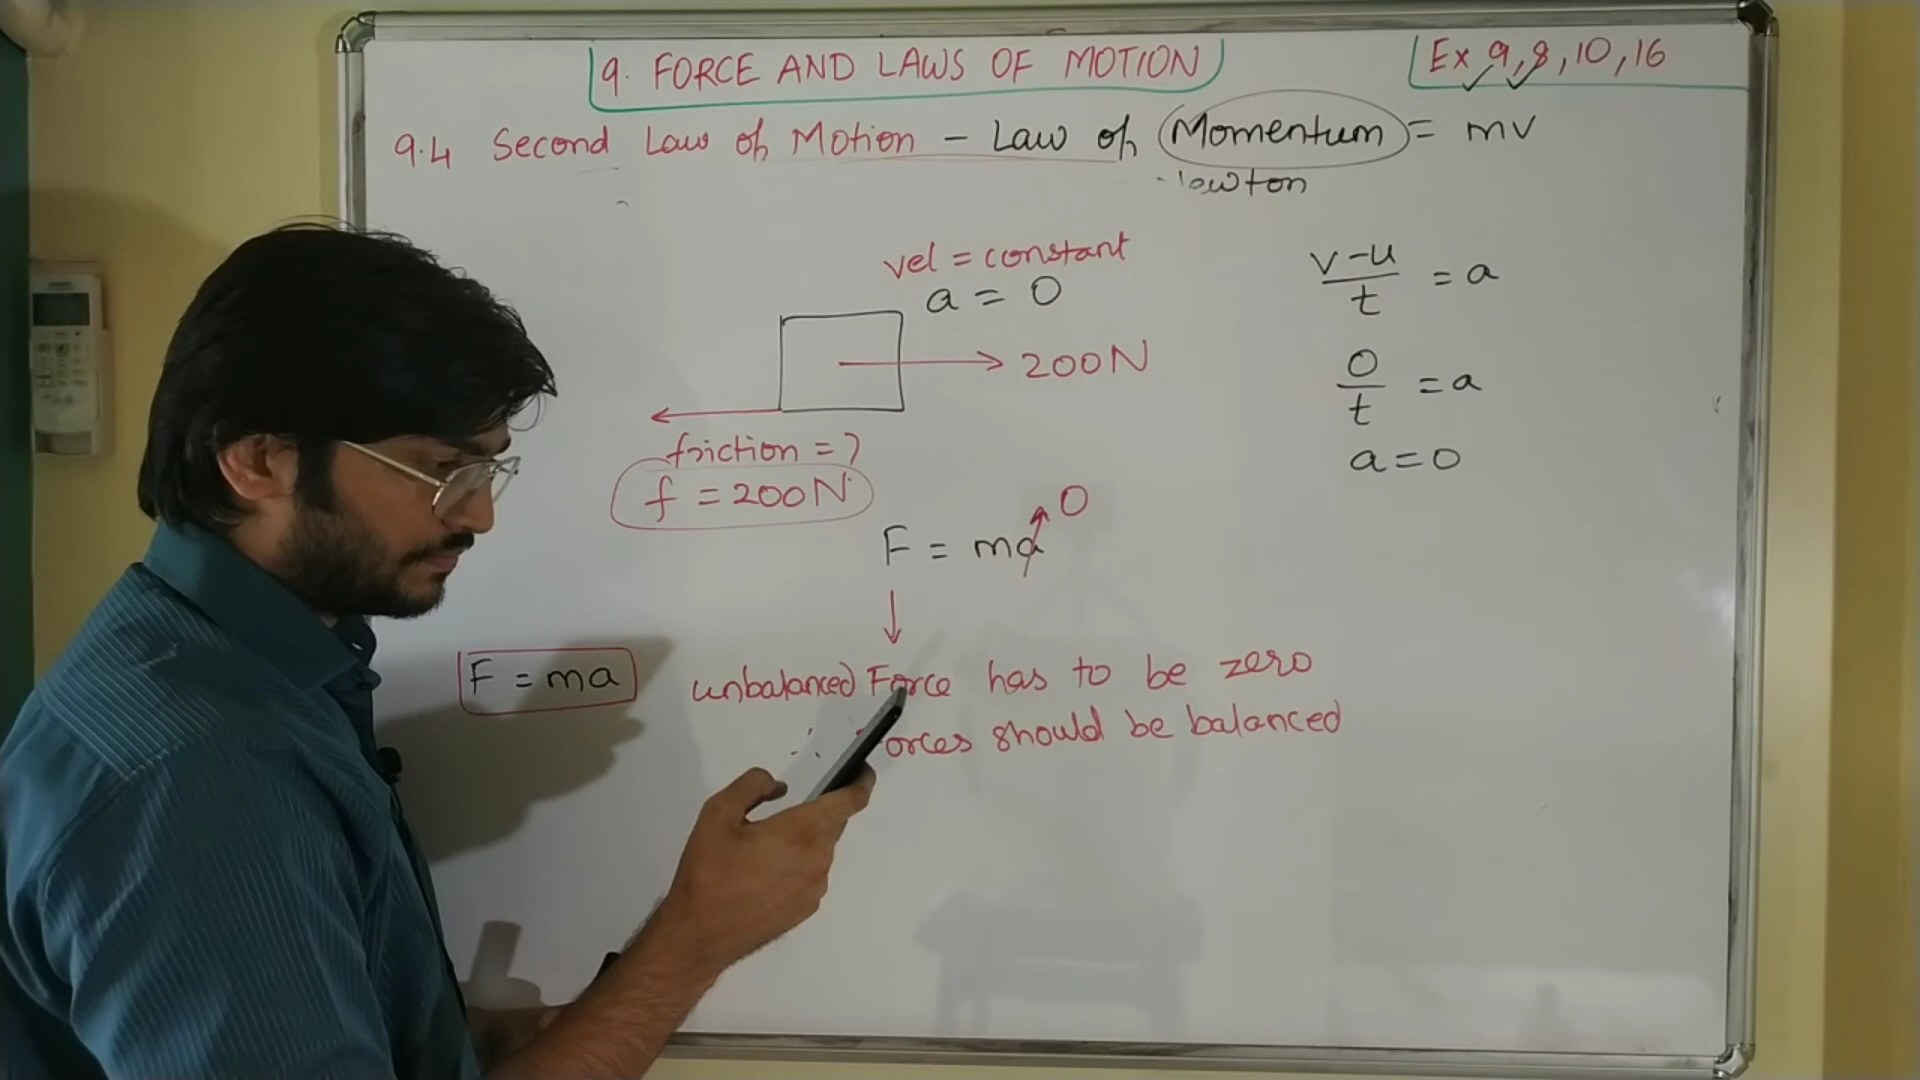 9. FORCE AND LAWS OF MOTION
Ex 9, 8, 10, 16
9.4 Second Law of Motion - Law of Momentum = mv
vel = constant
a = 0
200N
friction = ?
f = 200N
v-u/t = a
0/t = a
a = 0
F = ma 0
F = ma
unbalanced Force has to be zero
∴ orces should be balanced